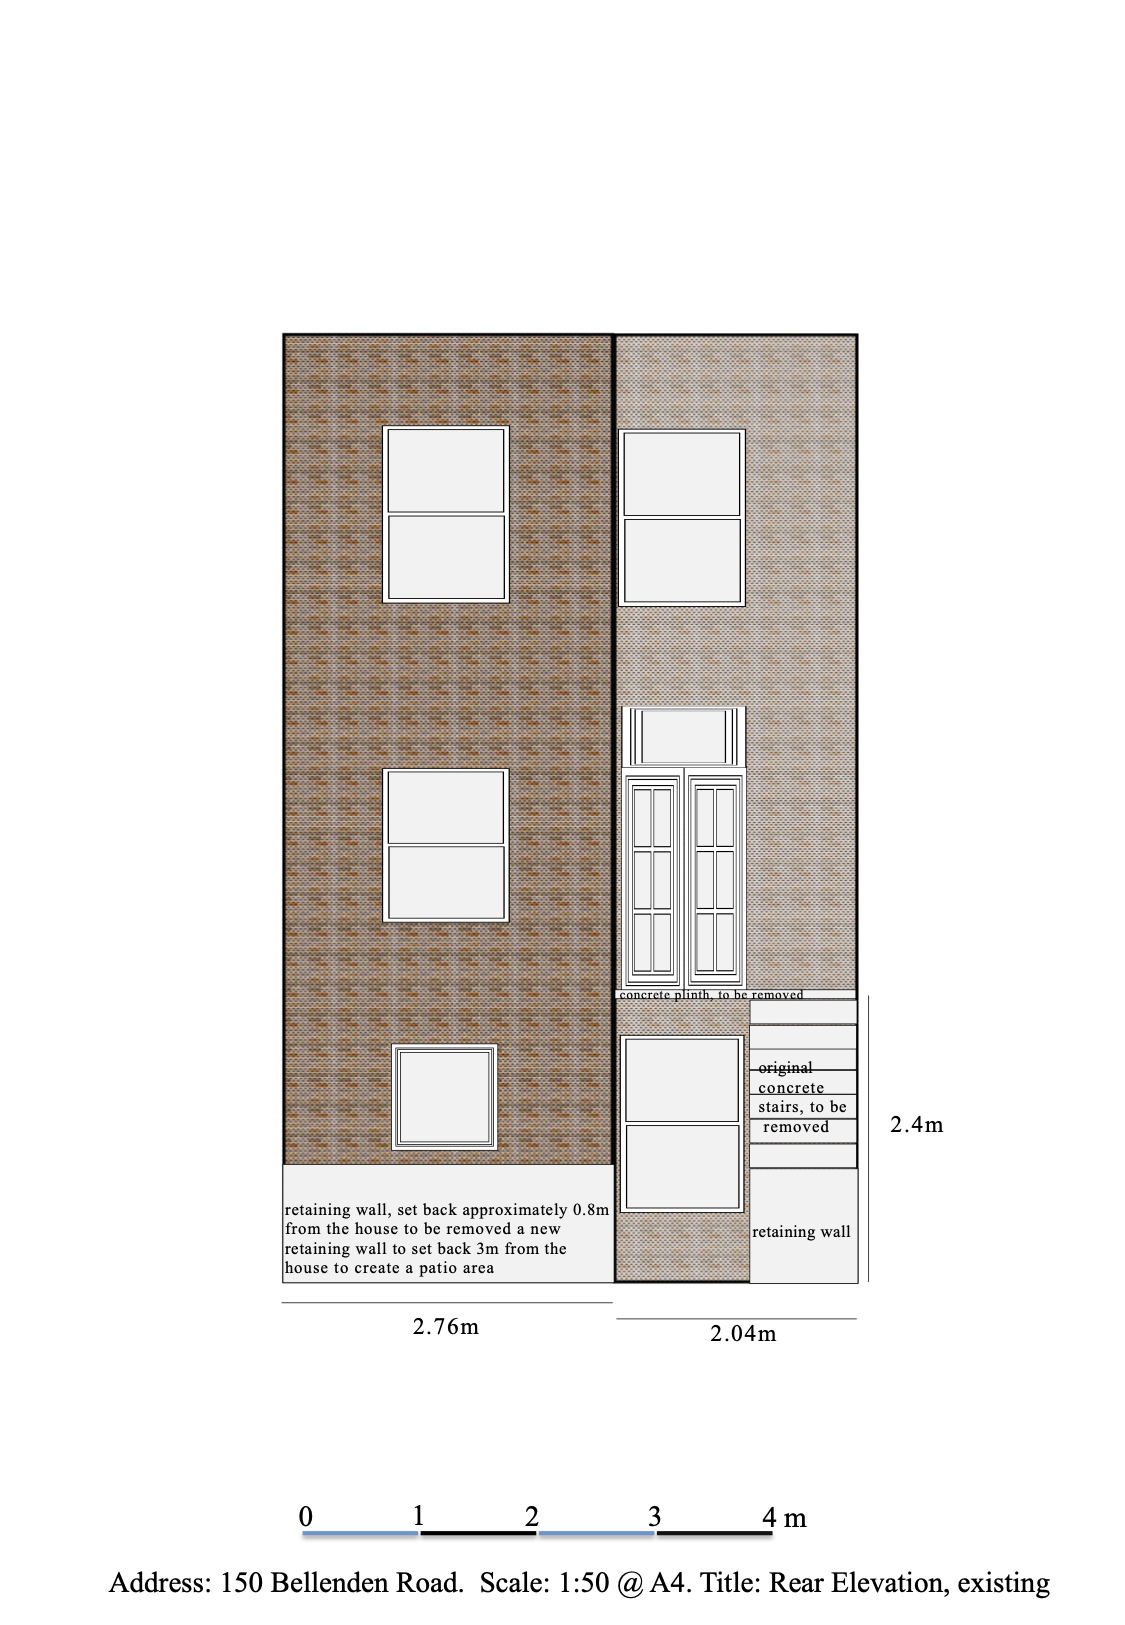 concrete plinth, to be removed
original
concrete
stairs, to be
removed
2.4m
retaining wall, set back approximately 0.8m
from the house to be removed a new
retaining wall to set back 3m from the
house to create a patio area
retaining wall
2.76m
2.04m
0 1 2 3 4 m
Address: 150 Bellenden Road. Scale: 1:50 @ A4. Title: Rear Elevation, existing